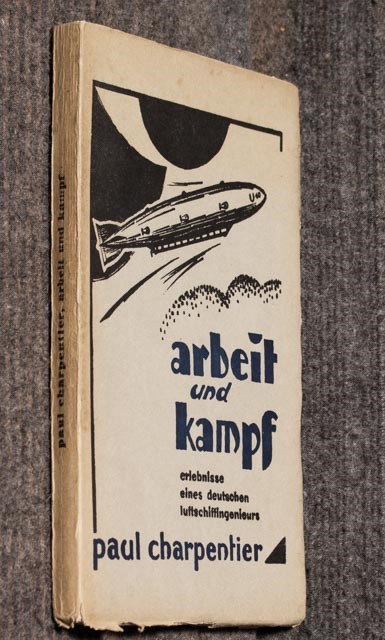 arbeit
und
kampf
erlebnisse
eines deutschen
luftschiffingenieurs
paul charpentier
paul charpentier, arbeit und kampf